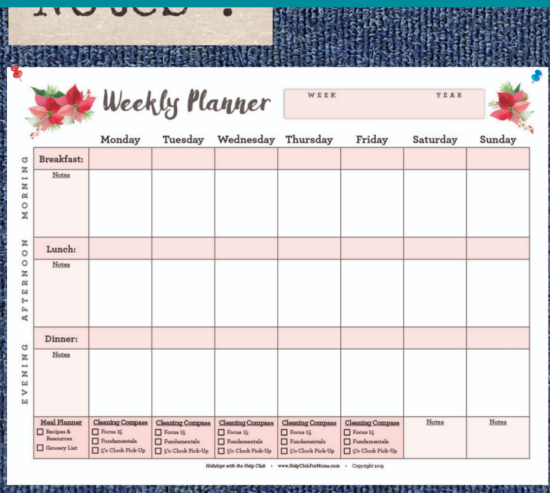 Weekly Planner
WEEK YEAR
Monday Tuesday Wednesday Thursday Friday Saturday Sunday
MORNING
Breakfast:
Notes
AFTERNOON
Lunch:
Notes
EVENING
Dinner:
Notes
Meal Planner
Recipes &
Resources
Grocery List
Cleaning Compass
Focus 15
Fundamentals
5'o Clock Pick-Up
Cleaning Compass
Focus 15
Fundamentals
5'o Clock Pick-Up
Cleaning Compass
Focus 15
Fundamentals
5'o Clock Pick-Up
Cleaning Compass
Focus 15
Fundamentals
5'o Clock Pick-Up
Cleaning Compass
Focus 15
Fundamentals
5'o Clock Pick-Up
Notes
Notes
Holidays with the Help Club • www.HelpClubForMoms.com • Copyright 2019